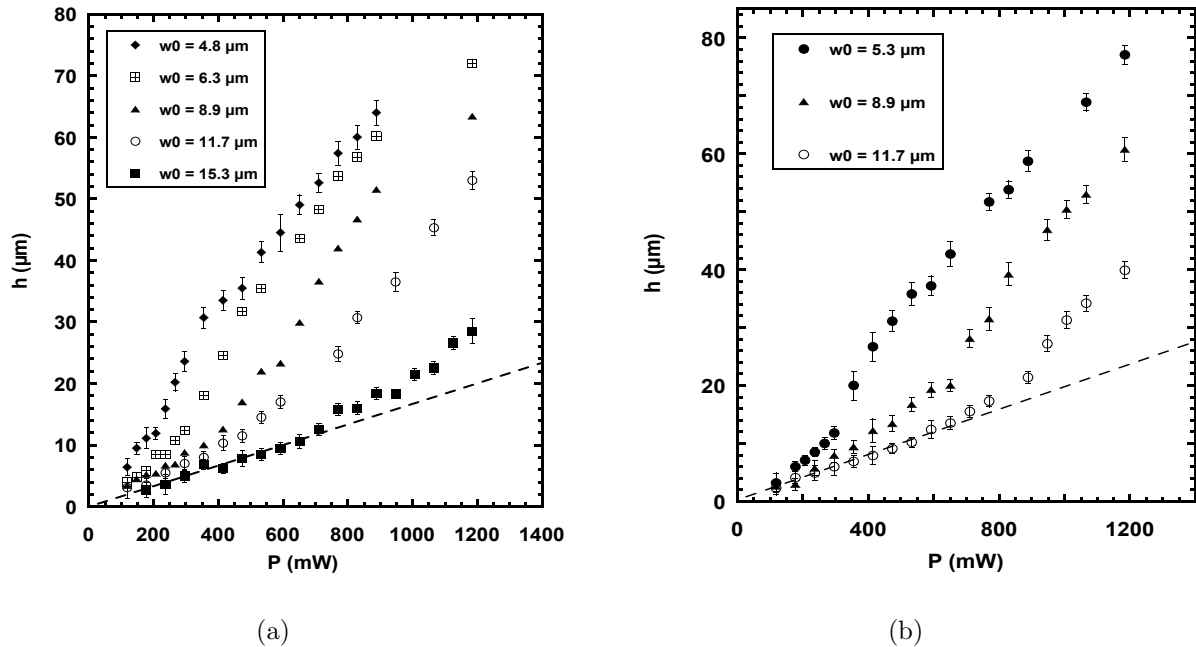 80
70
60
50
40
30
20
10
0
h (µm)
w0 = 4.8 µm
w0 = 6.3 µm
w0 = 8.9 µm
w0 = 11.7 µm
w0 = 15.3 µm
0 200 400 600 800 1000 1200 1400
P (mW)
(a)
80
60
40
20
0
h (µm)
w0 = 5.3 µm
w0 = 8.9 µm
w0 = 11.7 µm
0 400 800 1200
P (mW)
(b)